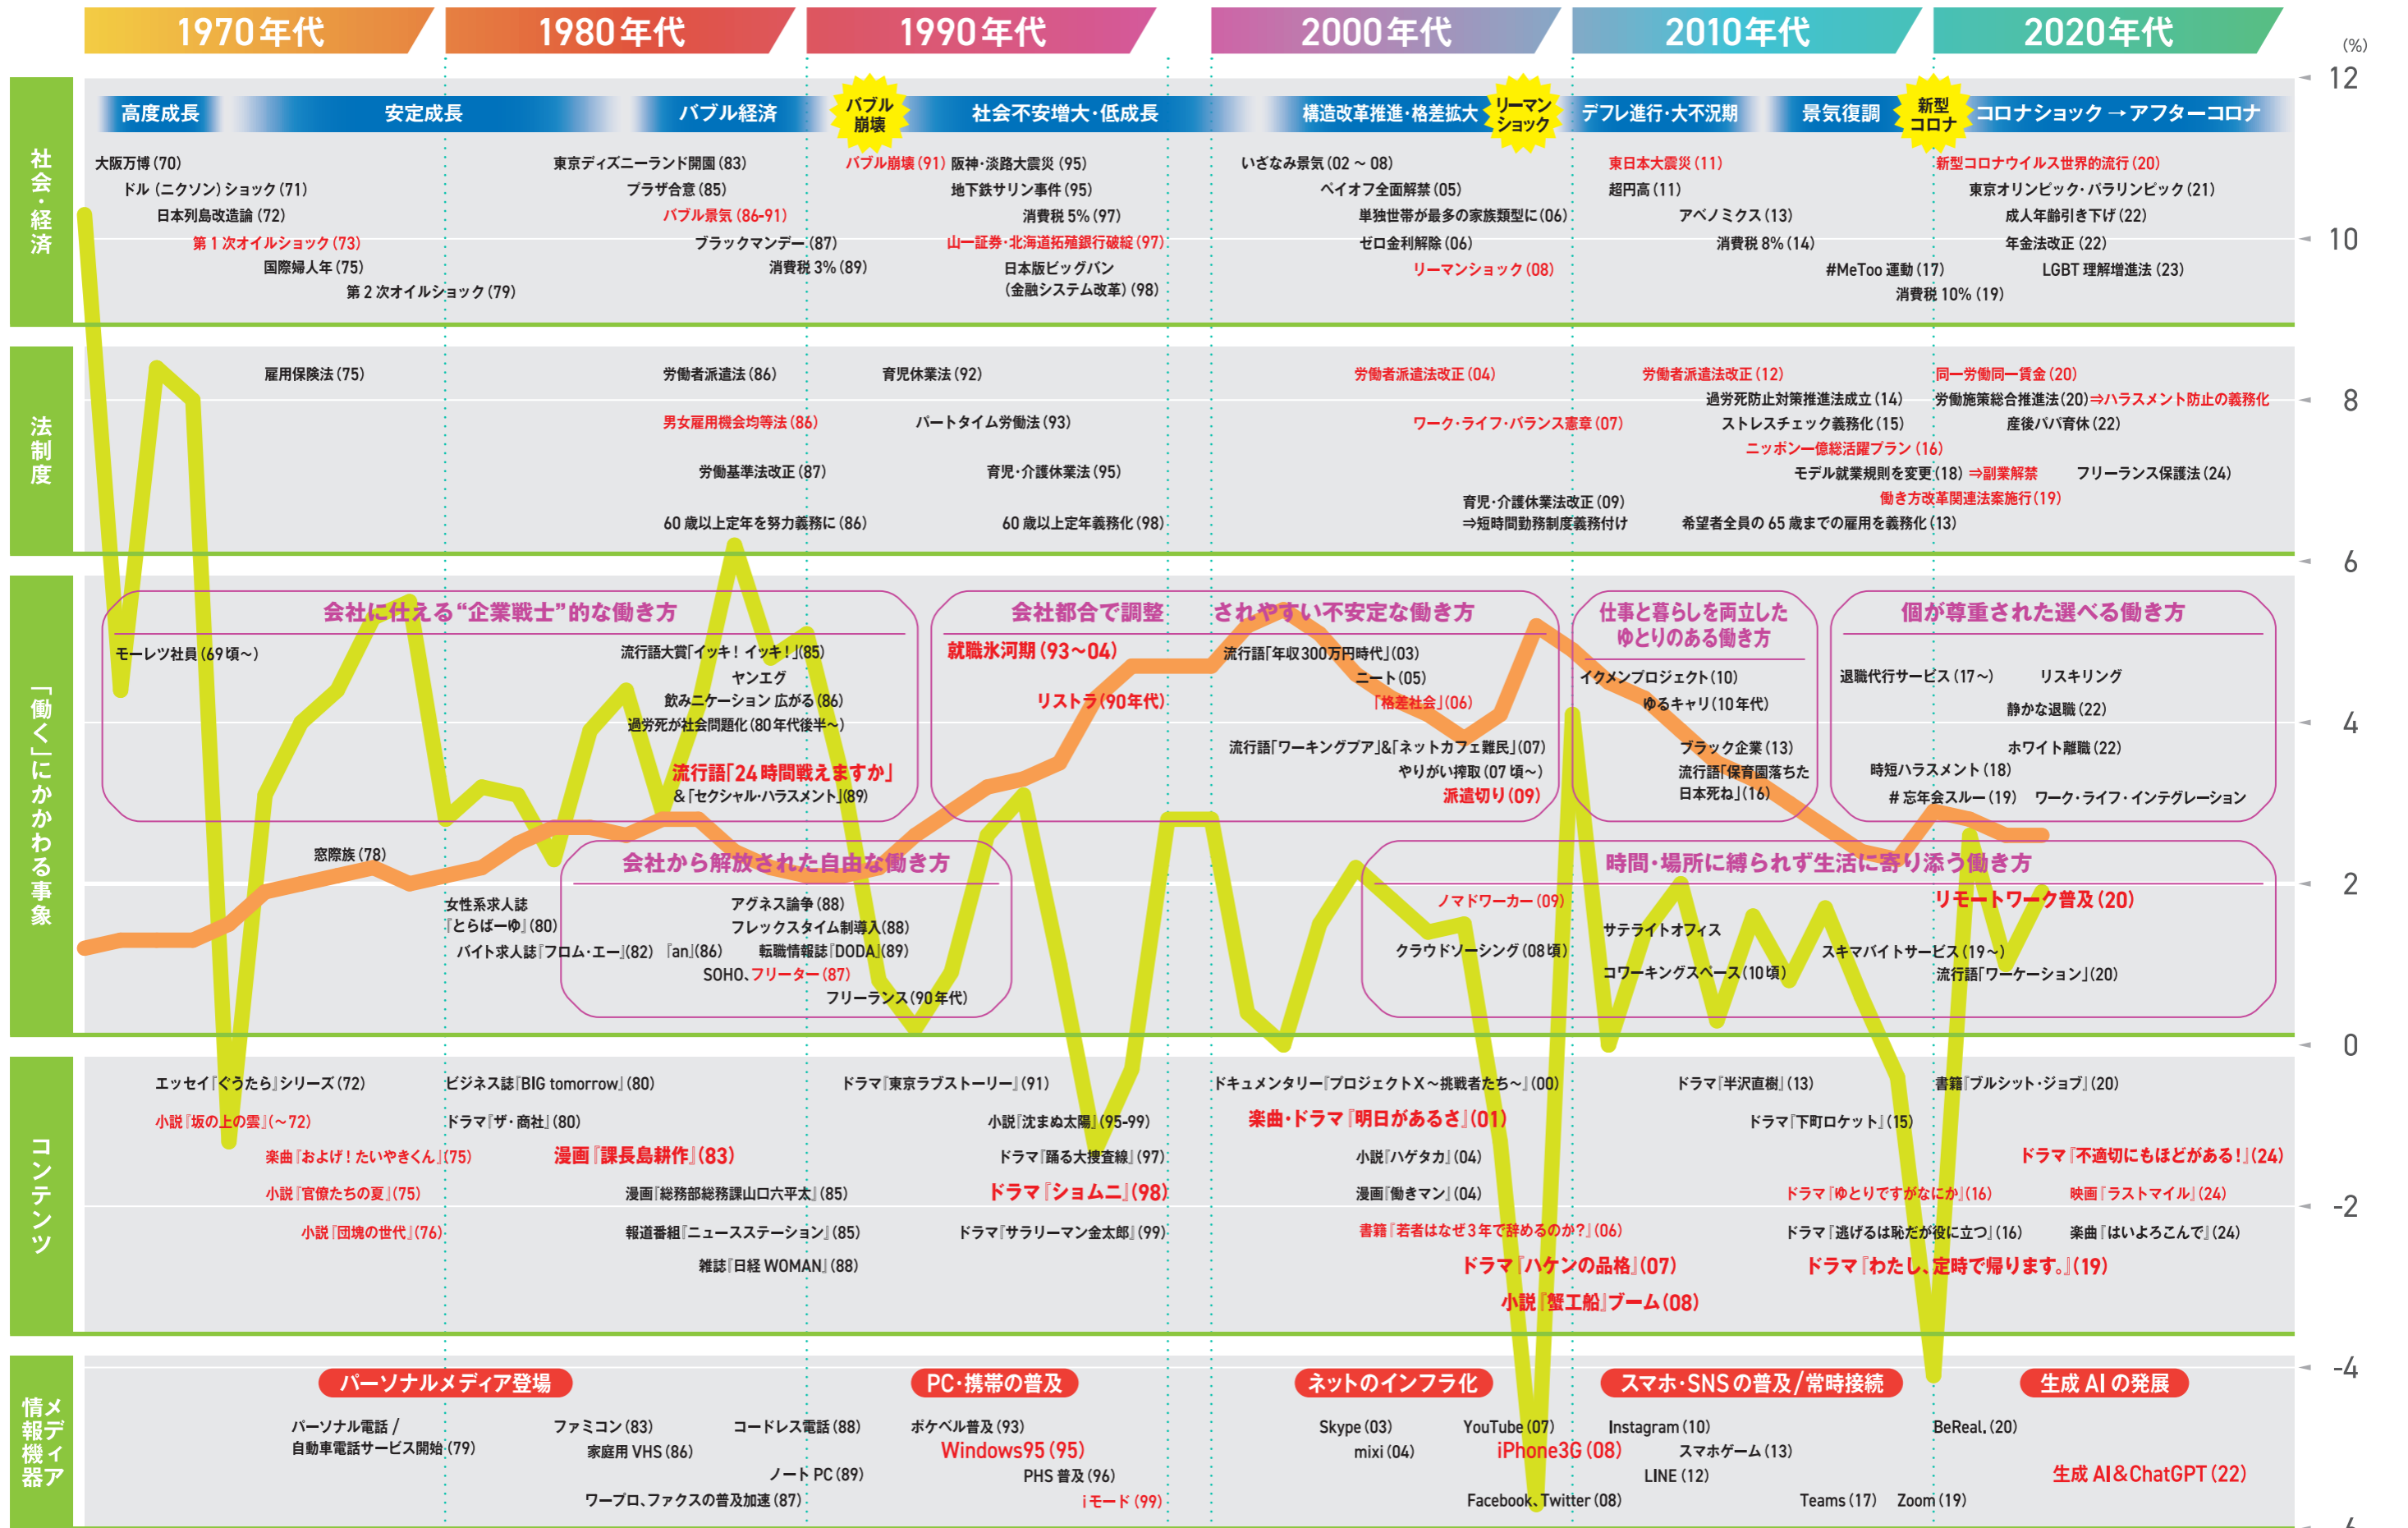 1970年代
1980年代
1990年代
2000年代
2010年代
2020年代
(%)
12
10
8
6
4
2
0
-2
-4
社会・経済
高度成長
安定成長
バブル経済
バブル
崩壊
社会不安増大・低成長
構造改革推進・格差拡大
リーマン
ショック
デフレ進行・大不況期
景気復調
新型
コロナ
コロナショック → アフターコロナ
大阪万博(70)
ドル(ニクソン)ショック(71)
日本列島改造論(72)
第1次オイルショック(73)
国際婦人年(75)
第2次オイルショック(79)
東京ディズニーランド開園(83)
プラザ合意(85)
バブル景気(86-91)
ブラックマンデー(87)
消費税3%(89)
バブル崩壊(91)
阪神・淡路大震災(95)
地下鉄サリン事件(95)
消費税5%(97)
山一証券・北海道拓殖銀行破綻(97)
日本版ビッグバン
(金融システム改革)(98)
いざなみ景気(02～08)
ペイオフ全面解禁(05)
単独世帯が最多の家族類型に(06)
ゼロ金利解除(06)
リーマンショック(08)
東日本大震災(11)
超円高(11)
アベノミクス(13)
消費税8%(14)
#MeToo運動(17)
消費税10%(19)
新型コロナウイルス世界的流行(20)
東京オリンピック・パラリンピック(21)
成人年齢引き下げ(22)
年金法改正(22)
LGBT理解増進法(23)
法制度
雇用保険法(75)
労働者派遣法(86)
男女雇用機会均等法(86)
労働基準法改正(87)
60歳以上定年を努力義務に(86)
育児休業法(92)
パートタイム労働法(93)
育児・介護休業法(95)
60歳以上定年義務化(98)
労働者派遣法改正(04)
ワーク・ライフ・バランス憲章(07)
育児・介護休業法改正(09)
⇒短時間勤務制度義務付け
労働者派遣法改正(12)
過労死防止対策推進法成立(14)
ストレスチェック義務化(15)
ニッポン一億総活躍プラン(16)
モデル就業規則を変更(18)⇒副業解禁
働き方改革関連法案施行(19)
希望者全員の65歳までの雇用を義務化(13)
同一労働同一賃金(20)
労働施策総合推進法(20)⇒ハラスメント防止の義務化
産後パパ育休(22)
フリーランス保護法(24)
「働く」にかかわる事象
会社に仕える“企業戦士”的な働き方
モーレツ社員(69頃～)
流行語大賞「イッキ！イッキ！」(85)
ヤンエグ
飲みニケーション 広がる(86)
過労死が社会問題化(80年代後半～)
流行語「24時間戦えますか」
&「セクシャル・ハラスメント」(89)
窓際族(78)
会社から解放された自由な働き方
女性系求人誌
『とらばーゆ』(80)
バイト求人誌『フロム・エー』(82)
『an』(86)
アグネス論争(88)
フレックスタイム制導入(88)
転職情報誌『DODA』(89)
SOHO、フリーター(87)
フリーランス(90年代)
会社都合で調整 されやすい不安定な働き方
就職氷河期(93～04)
リストラ(90年代)
流行語「年収300万円時代」(03)
ニート(05)
「格差社会」(06)
流行語「ワーキングプア」&「ネットカフェ難民」(07)
やりがい搾取(07頃～)
派遣切り(09)
仕事と暮らしを両立した
ゆとりのある働き方
イクメンプロジェクト(10)
ゆるキャリ(10年代)
ブラック企業(13)
流行語「保育園落ちた
日本死ね」(16)
個が尊重された選べる働き方
退職代行サービス(17～)
リスキリング
静かな退職(22)
ホワイト離職(22)
時短ハラスメント(18)
#忘年会スルー(19)
ワーク・ライフ・インテグレーション
時間・場所に縛られず生活に寄り添う働き方
ノマドワーカー(09)
クラウドソーシング(08頃)
サテライトオフィス
コワーキングスペース(10頃)
リモートワーク普及(20)
スキマバイトサービス(19～)
流行語「ワーケーション」(20)
コンテンツ
エッセイ『ぐうたら』シリーズ(72)
小説『坂の上の雲』(～72)
楽曲『およげ！たいやきくん』(75)
小説『官僚たちの夏』(75)
小説『団塊の世代』(76)
ビジネス誌『BIG tomorrow』(80)
ドラマ『ザ・商社』(80)
漫画『課長島耕作』(83)
漫画『総務部総務課山口六平太』(85)
報道番組『ニュースステーション』(85)
雑誌『日経WOMAN』(88)
ドラマ『東京ラブストーリー』(91)
小説『沈まぬ太陽』(95-99)
ドラマ『踊る大捜査線』(97)
ドラマ『ショムニ』(98)
ドラマ『サラリーマン金太郎』(99)
ドキュメンタリー『プロジェクトX～挑戦者たち～』(00)
楽曲・ドラマ『明日があるさ』(01)
小説『ハゲタカ』(04)
漫画『働きマン』(04)
書籍『若者はなぜ3年で辞めるのか？』(06)
ドラマ『ハケンの品格』(07)
小説『蟹工船』ブーム(08)
ドラマ『半沢直樹』(13)
ドラマ『下町ロケット』(15)
ドラマ『ゆとりですがなにか』(16)
ドラマ『逃げるは恥だが役に立つ』(16)
ドラマ『わたし、定時で帰ります。』(19)
書籍『ブルシット・ジョブ』(20)
ドラマ『不適切にもほどがある！』(24)
映画『ラストマイル』(24)
楽曲『はいよろこんで』(24)
メディア
情報機器
パーソナルメディア登場
パーソナル電話/
自動車電話サービス開始(79)
ファミコン(83)
家庭用VHS(86)
コードレス電話(88)
ノートPC(89)
ワープロ、ファクスの普及加速(87)
PC・携帯の普及
ポケベル普及(93)
Windows95(95)
PHS普及(96)
iモード(99)
ネットのインフラ化
Skype(03)
mixi(04)
YouTube(07)
iPhone3G(08)
Facebook、Twitter(08)
スマホ・SNSの普及/常時接続
Instagram(10)
スマホゲーム(13)
LINE(12)
Teams(17)
Zoom(19)
生成AIの発展
BeReal.(20)
生成AI&ChatGPT(22)